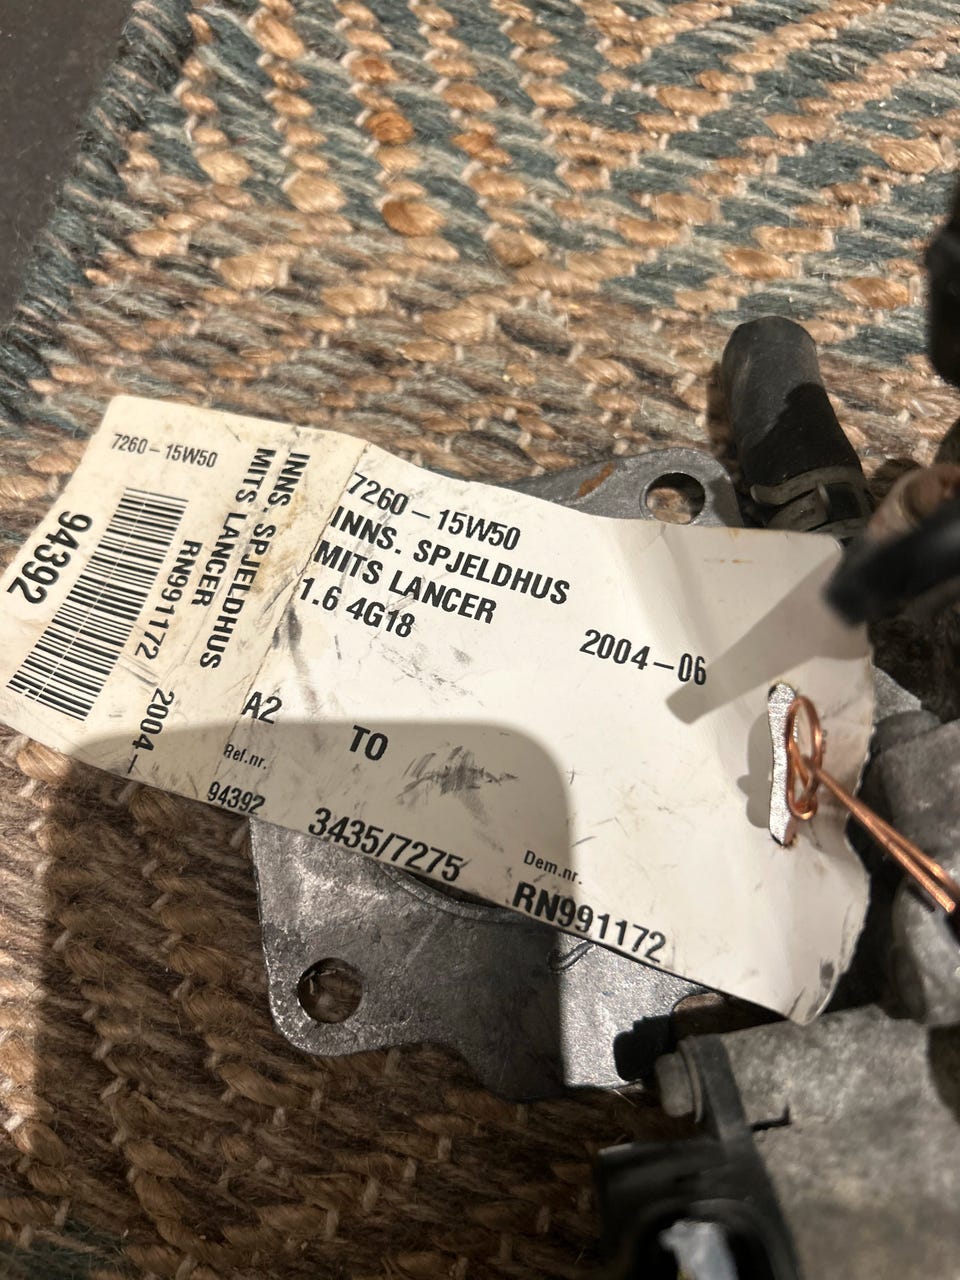 7260-15W50
INNS. SPJELDHUS
MITS LANCER
RN991172 2004-
94392
7260-15W50
INNS. SPJELDHUS
MITS LANCER
1.6 4G18
2004-06
A2
TO
Ref.nr.
94392
3435/7275
Dem.nr.
RN991172